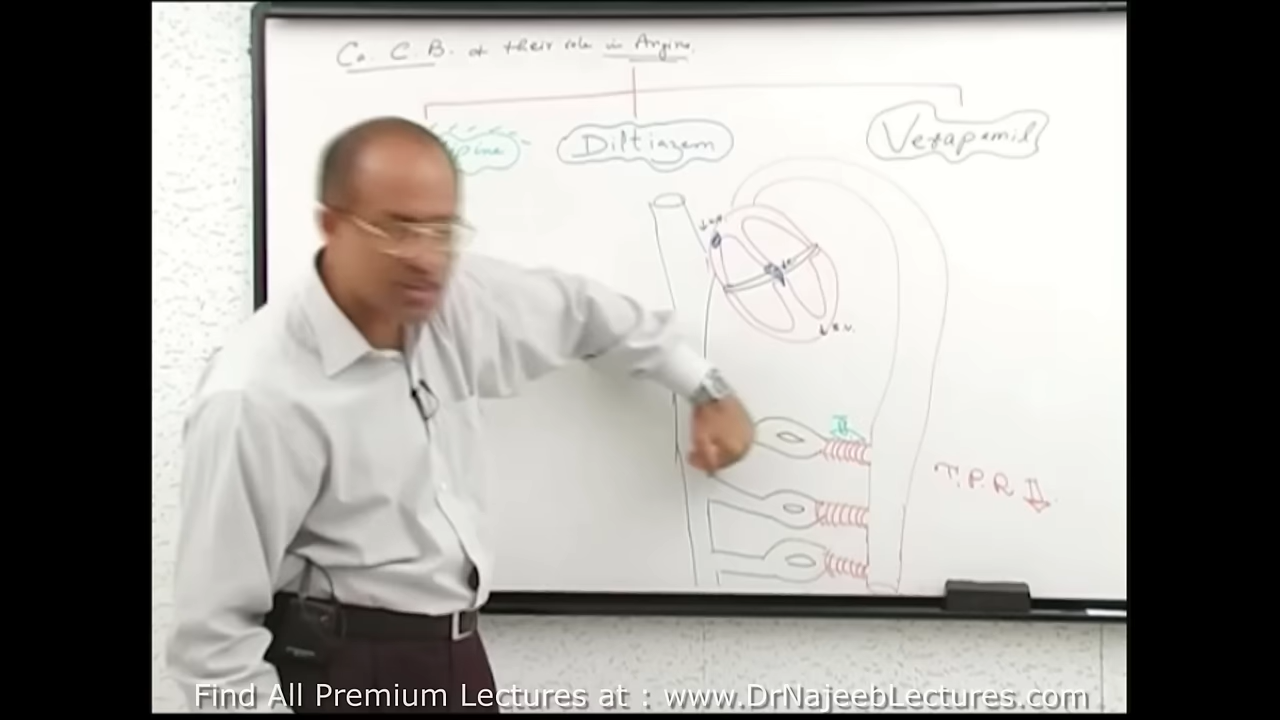 Ca. C. B. & their role in Angina.
Diltiazem
Verapamil
T.P.R
Find All Premium Lectures at : www.DrNajeebLectures.com